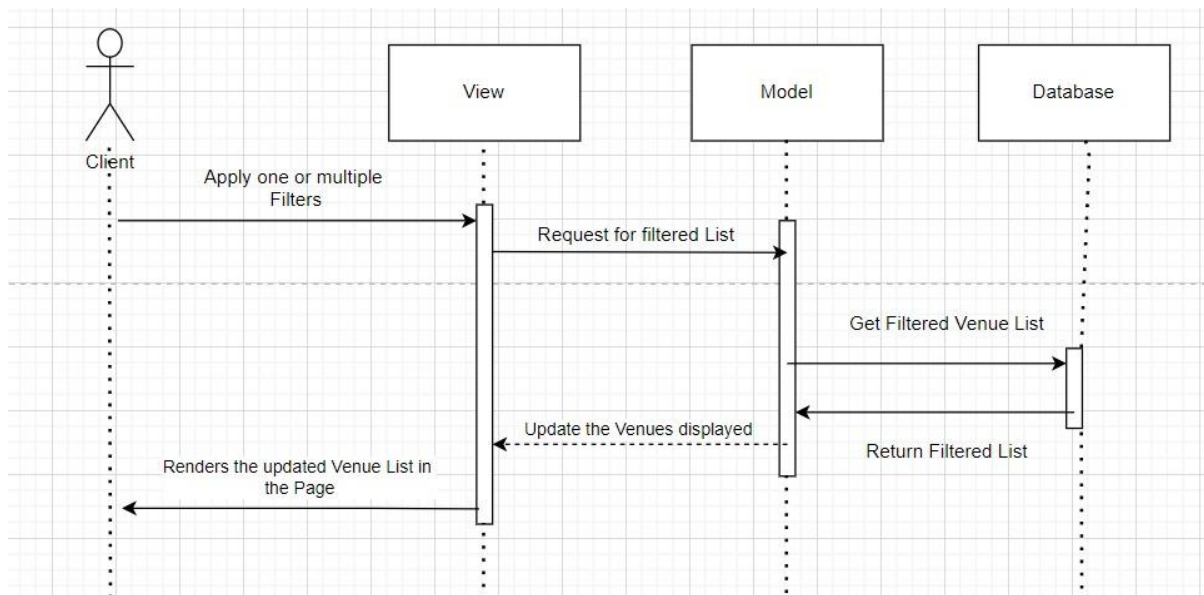 View
Model
Database
Client
Apply one or multiple
Filters
Request for filtered List
Get Filtered Venue List
Update the Venues displayed
Return Filtered List
Renders the updated Venue List in
the Page